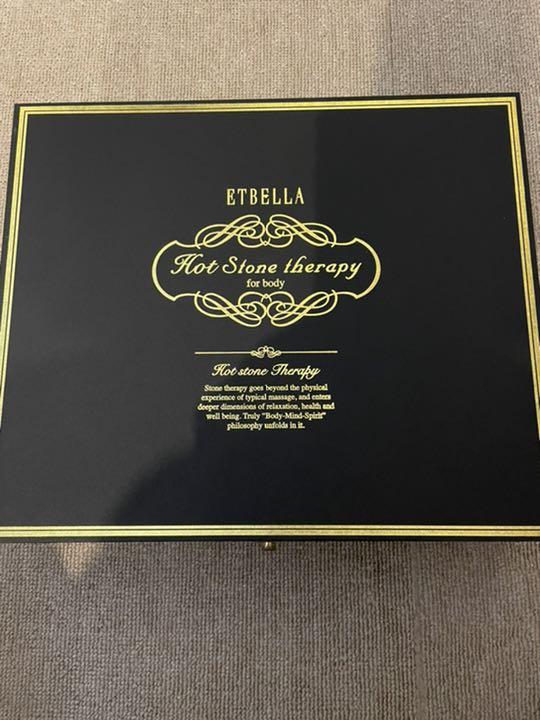 ETBELLA
Hot Stone therapy
for body
Hot stone Therapy
Stone therapy goes beyond the physical
experience of typical massage, and enters
deeper dimensions of relaxation, health and
well being. Truly "Body-Mind-Spirit"
philosophy unfolds in it.